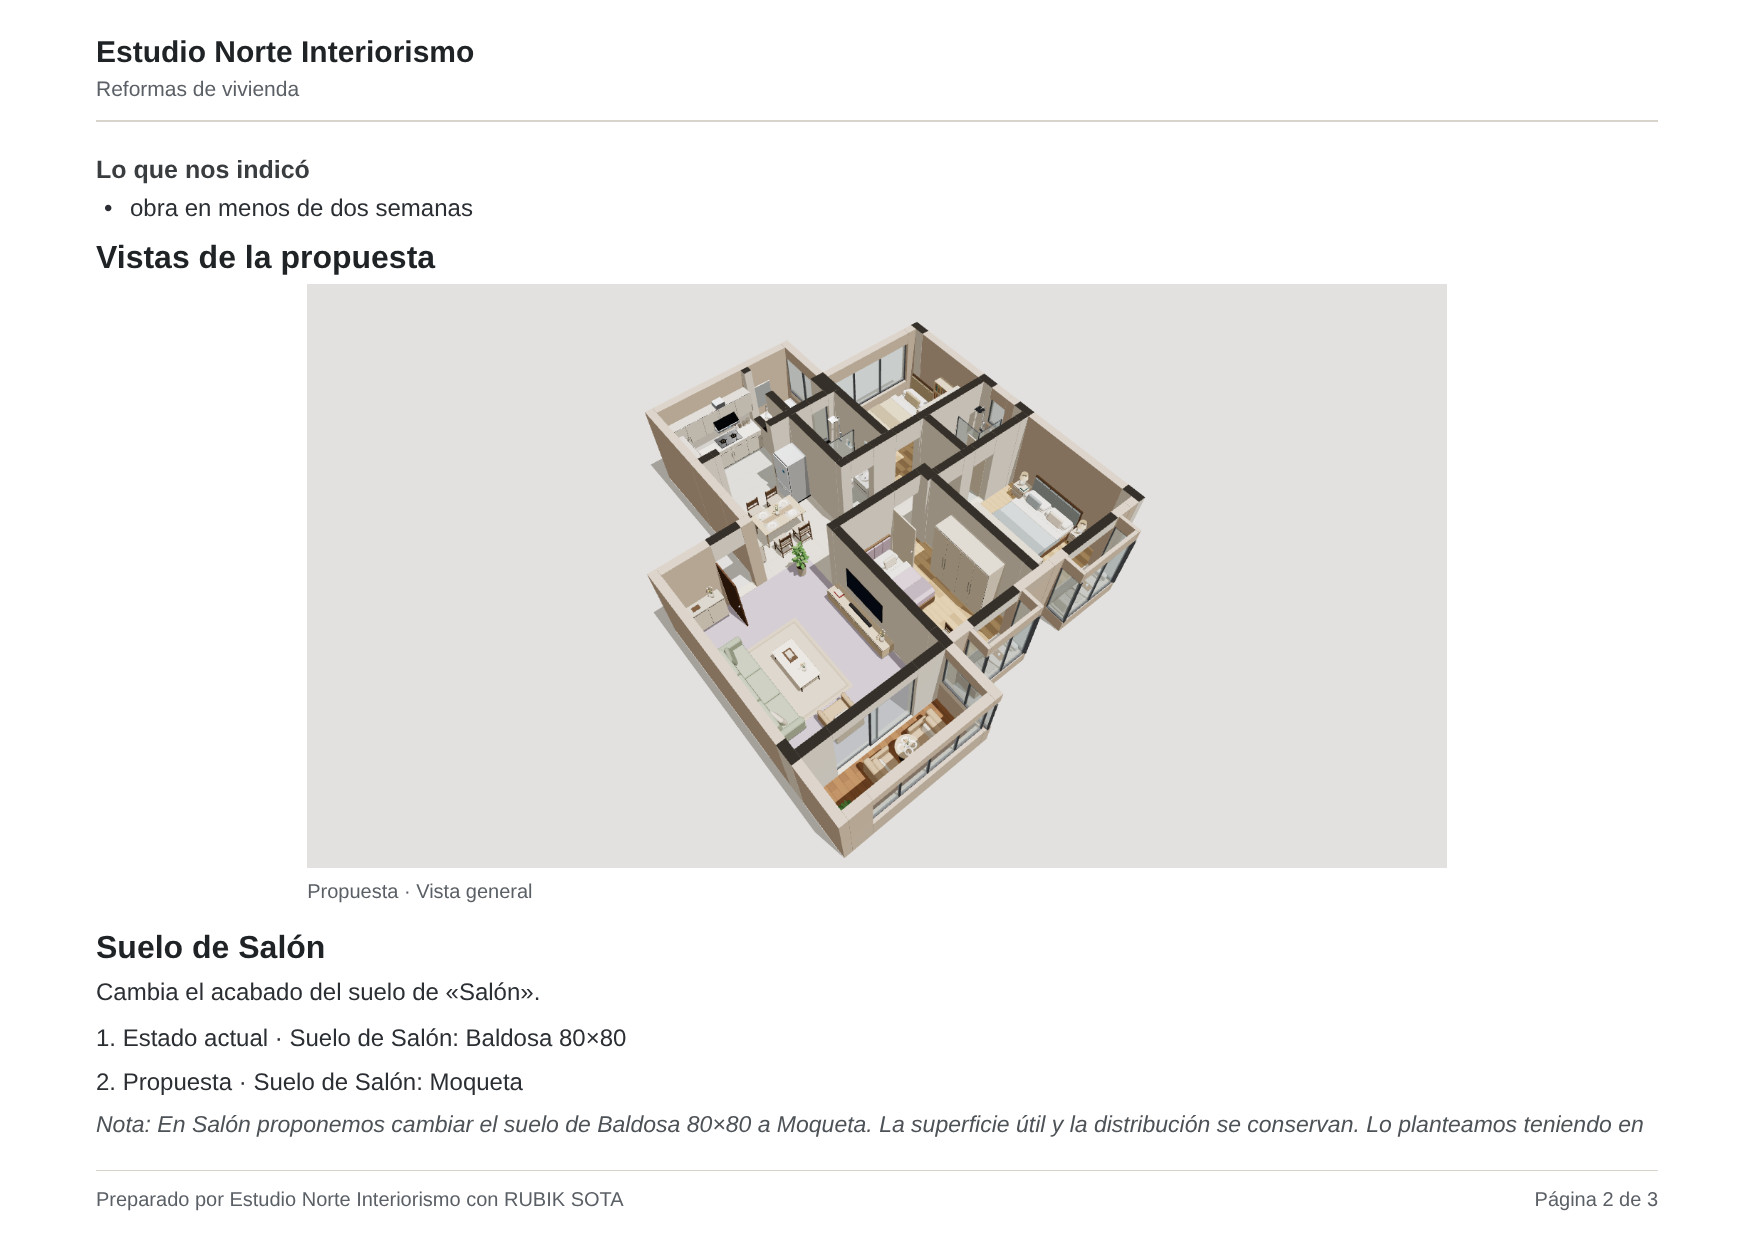 Estudio Norte Interiorismo
Reformas de vivienda
Lo que nos indicó
• obra en menos de dos semanas
Vistas de la propuesta
Propuesta · Vista general
Suelo de Salón
Cambia el acabado del suelo de «Salón».
1. Estado actual · Suelo de Salón: Baldosa 80×80
2. Propuesta · Suelo de Salón: Moqueta
Nota: En Salón proponemos cambiar el suelo de Baldosa 80×80 a Moqueta. La superficie útil y la distribución se conservan. Lo planteamos teniendo en
Preparado por Estudio Norte Interiorismo con RUBIK SOTA
Página 2 de 3